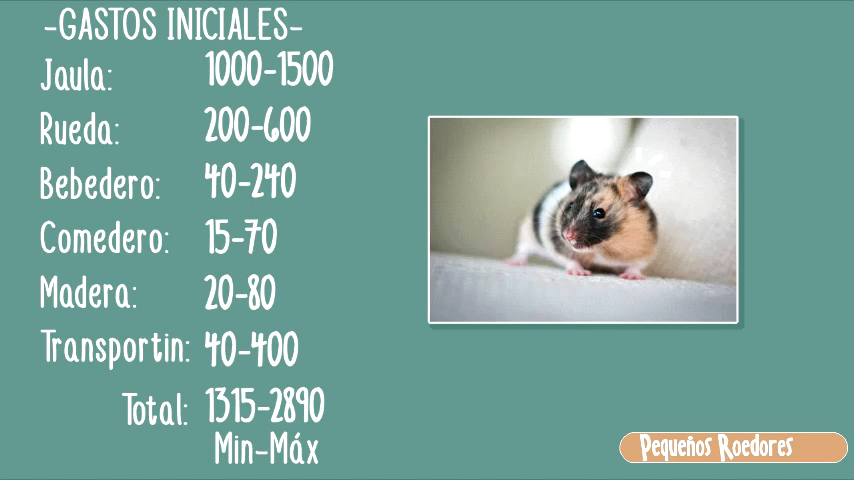 -GASTOS INICIALES-
Jaula: 1000-1500
Rueda: 200-600
Bebedero: 40-240
Comedero: 15-70
Madera: 20-80
Transportin: 40-400
Total: 1315-2890
Min-Máx
Pequeños Roedores